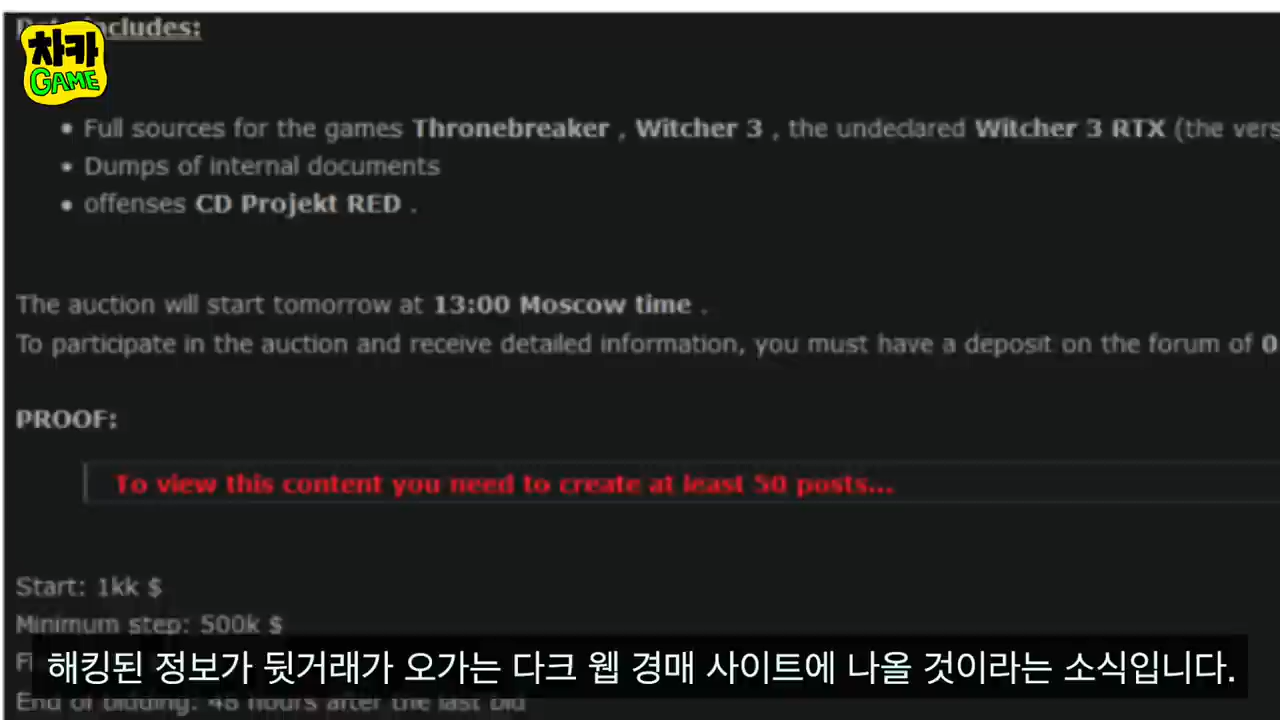 includes:
차카
GAME
• Full sources for the games Thronebreaker , Witcher 3 , the undeclared Witcher 3 RTX (the vers
• Dumps of internal documents
• offenses CD Projekt RED .
The auction will start tomorrow at 13:00 Moscow time .
To participate in the auction and receive detailed information, you must have a deposit on the forum of 0
PROOF:
To view this content you need to create at least 50 posts...
Start: 1kk $
Minimum step: 500k $
해킹된 정보가 뒷거래가 오가는 다크 웹 경매 사이트에 나올 것이라는 소식입니다.
End of bidding: 48 hours after the last bid